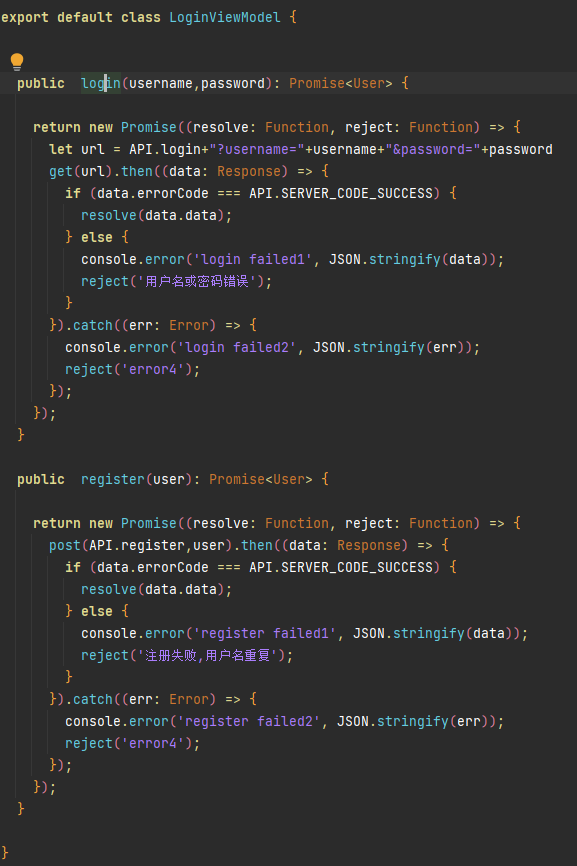 export default class LoginViewModel {
  public  login(username,password): Promise<User> {
    return new Promise((resolve: Function, reject: Function) => {
      let url = API.login+"?username="+username+"&password="+password
      get(url).then((data: Response) => {
        if (data.errorCode === API.SERVER_CODE_SUCCESS) {
          resolve(data.data);
        } else {
          console.error('login failed1', JSON.stringify(data));
          reject('用户名或密码错误');
        }
      }).catch((err: Error) => {
        console.error('login failed2', JSON.stringify(err));
        reject('error4');
      });
    });
  }
  public  register(user): Promise<User> {
    return new Promise((resolve: Function, reject: Function) => {
      post(API.register,user).then((data: Response) => {
        if (data.errorCode === API.SERVER_CODE_SUCCESS) {
          resolve(data.data);
        } else {
          console.error('register failed1', JSON.stringify(data));
          reject('注册失败,用户名重复');
        }
      }).catch((err: Error) => {
        console.error('register failed2', JSON.stringify(err));
        reject('error4');
      });
    });
  }
}